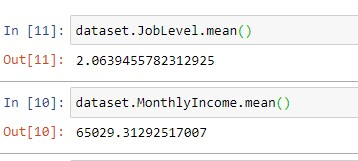 In [11]: dataset.JobLevel.mean()
Out[11]: 2.0639455782312925
In [10]: dataset.MonthlyIncome.mean()
Out[10]: 65029.31292517007